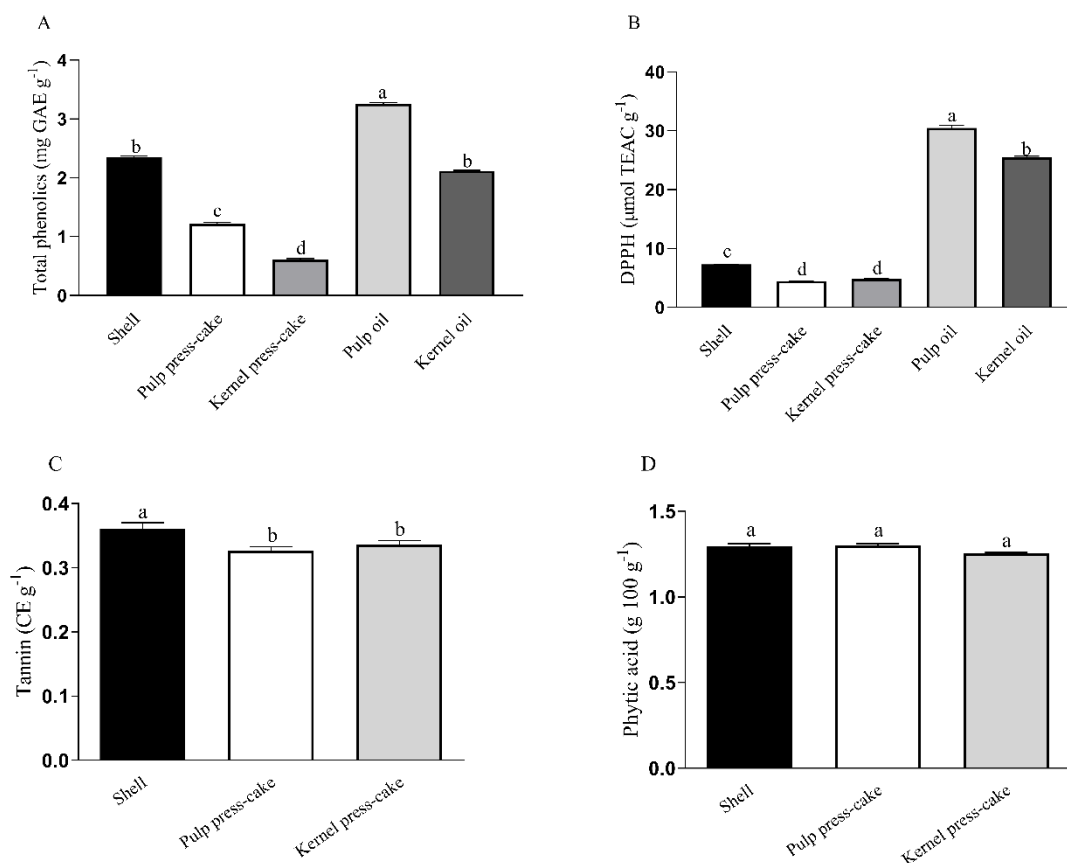 A
Total phenolics (mg GAE g-1)
4
3
2
1
0
b
c
d
a
b
Shell
Pulp press-cake
Kernel press-cake
Pulp oil
Kernel oil
B
DPPH (μmol TEAC g-1)
40
30
20
10
0
c
d
d
a
b
Shell
Pulp press-cake
Kernel press-cake
Pulp oil
Kernel oil
C
Tannin (CE g-1)
0.4
0.3
0.2
0.1
0.0
a
b
b
Shell
Pulp press-cake
Kernel press-cake
D
Phytic acid (g 100 g-1)
1.5
1.0
0.5
0.0
a
a
a
Shell
Pulp press-cake
Kernel press-cake